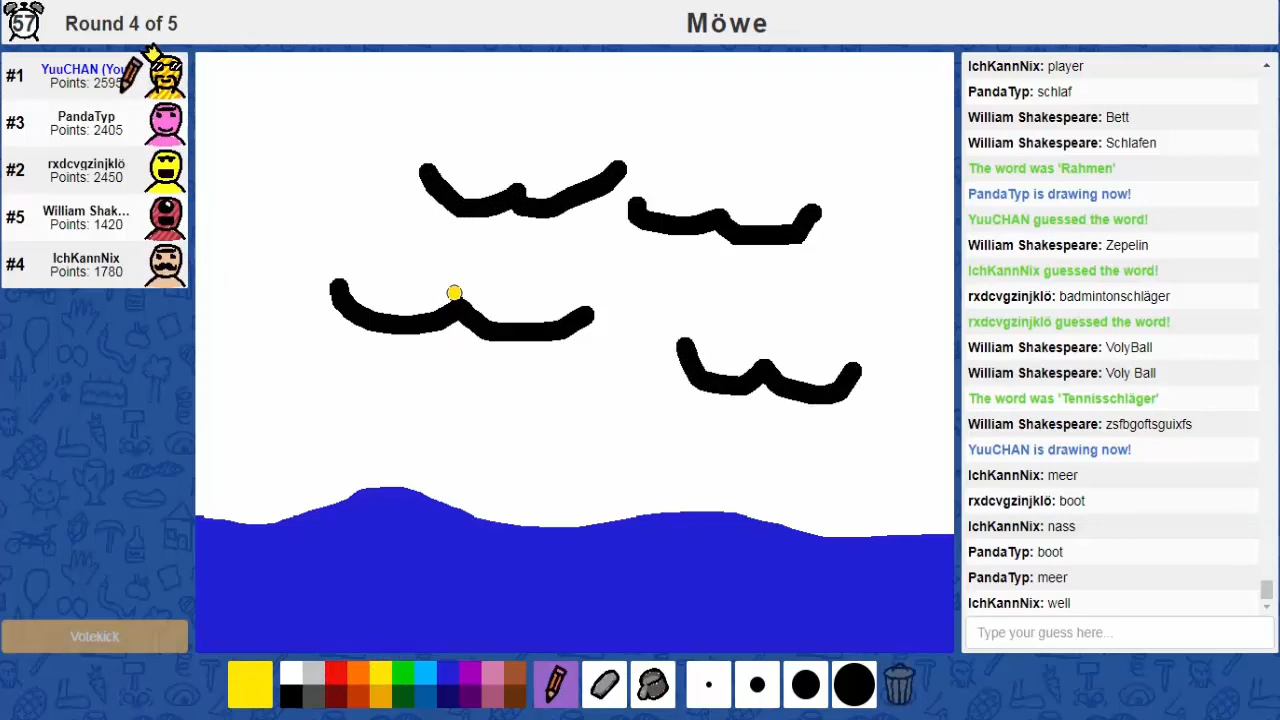 57
Round 4 of 5
Möwe
#1
YuuCHAN (You
Points: 2595
#3
PandaTyp
Points: 2405
#2
rxdcvgzinjklö
Points: 2450
#5
William Shak...
Points: 1420
#4
IchKannNix
Points: 1780
Votekick
IchKannNix: player
PandaTyp: schlaf
William Shakespeare: Bett
William Shakespeare: Schlafen
The word was 'Rahmen'
PandaTyp is drawing now!
YuuCHAN guessed the word!
William Shakespeare: Zepelin
IchKannNix guessed the word!
rxdcvgzinjklö: badmintonschläger
rxdcvgzinjklö guessed the word!
William Shakespeare: VolyBall
William Shakespeare: Voly Ball
The word was 'Tennisschläger'
William Shakespeare: zsfbgoftsguixfs
YuuCHAN is drawing now!
IchKannNix: meer
rxdcvgzinjklö: boot
IchKannNix: nass
PandaTyp: boot
PandaTyp: meer
IchKannNix: well
Type your guess here...